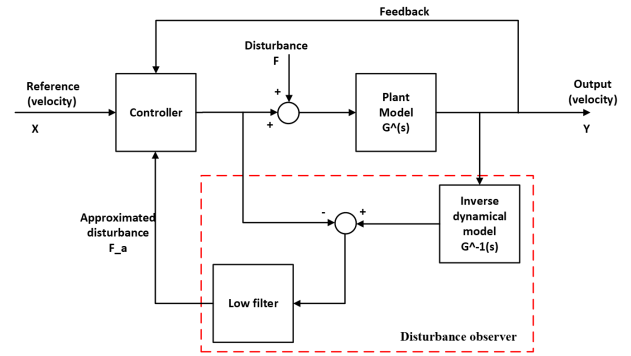 Feedback
Disturbance
F
Reference
(velocity)
X
Controller
+
+
Plant
Model
G^(s)
Output
(velocity)
Y
Approximated
disturbance
F_a
-
+
Inverse
dynamical
model
G^-1(s)
Low filter
Disturbance observer